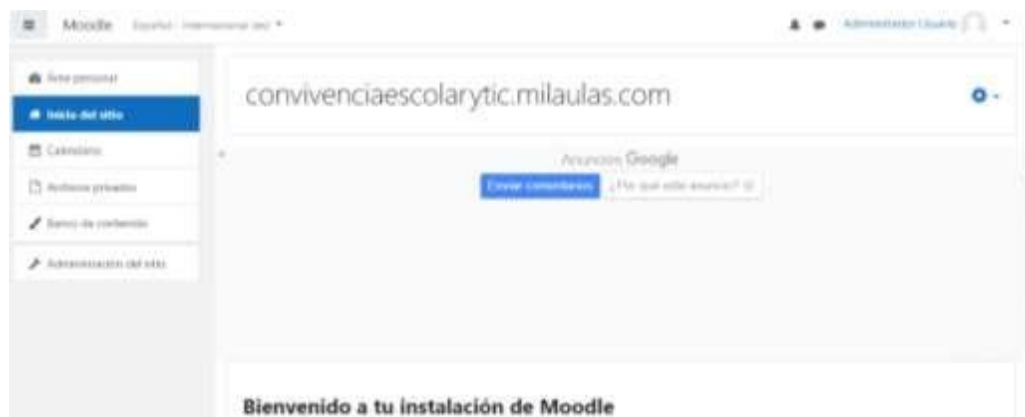 Moodle Español - Internacional (es)
Administrador Usuario
Área personal
Inicio del sitio
Calendario
Archivos privados
Banco de contenido
Administración del sitio
convivenciaescolarytic.milaulas.com
Anuncios Google
Enviar comentarios
¿Por qué este anuncio?
Bienvenido a tu instalación de Moodle